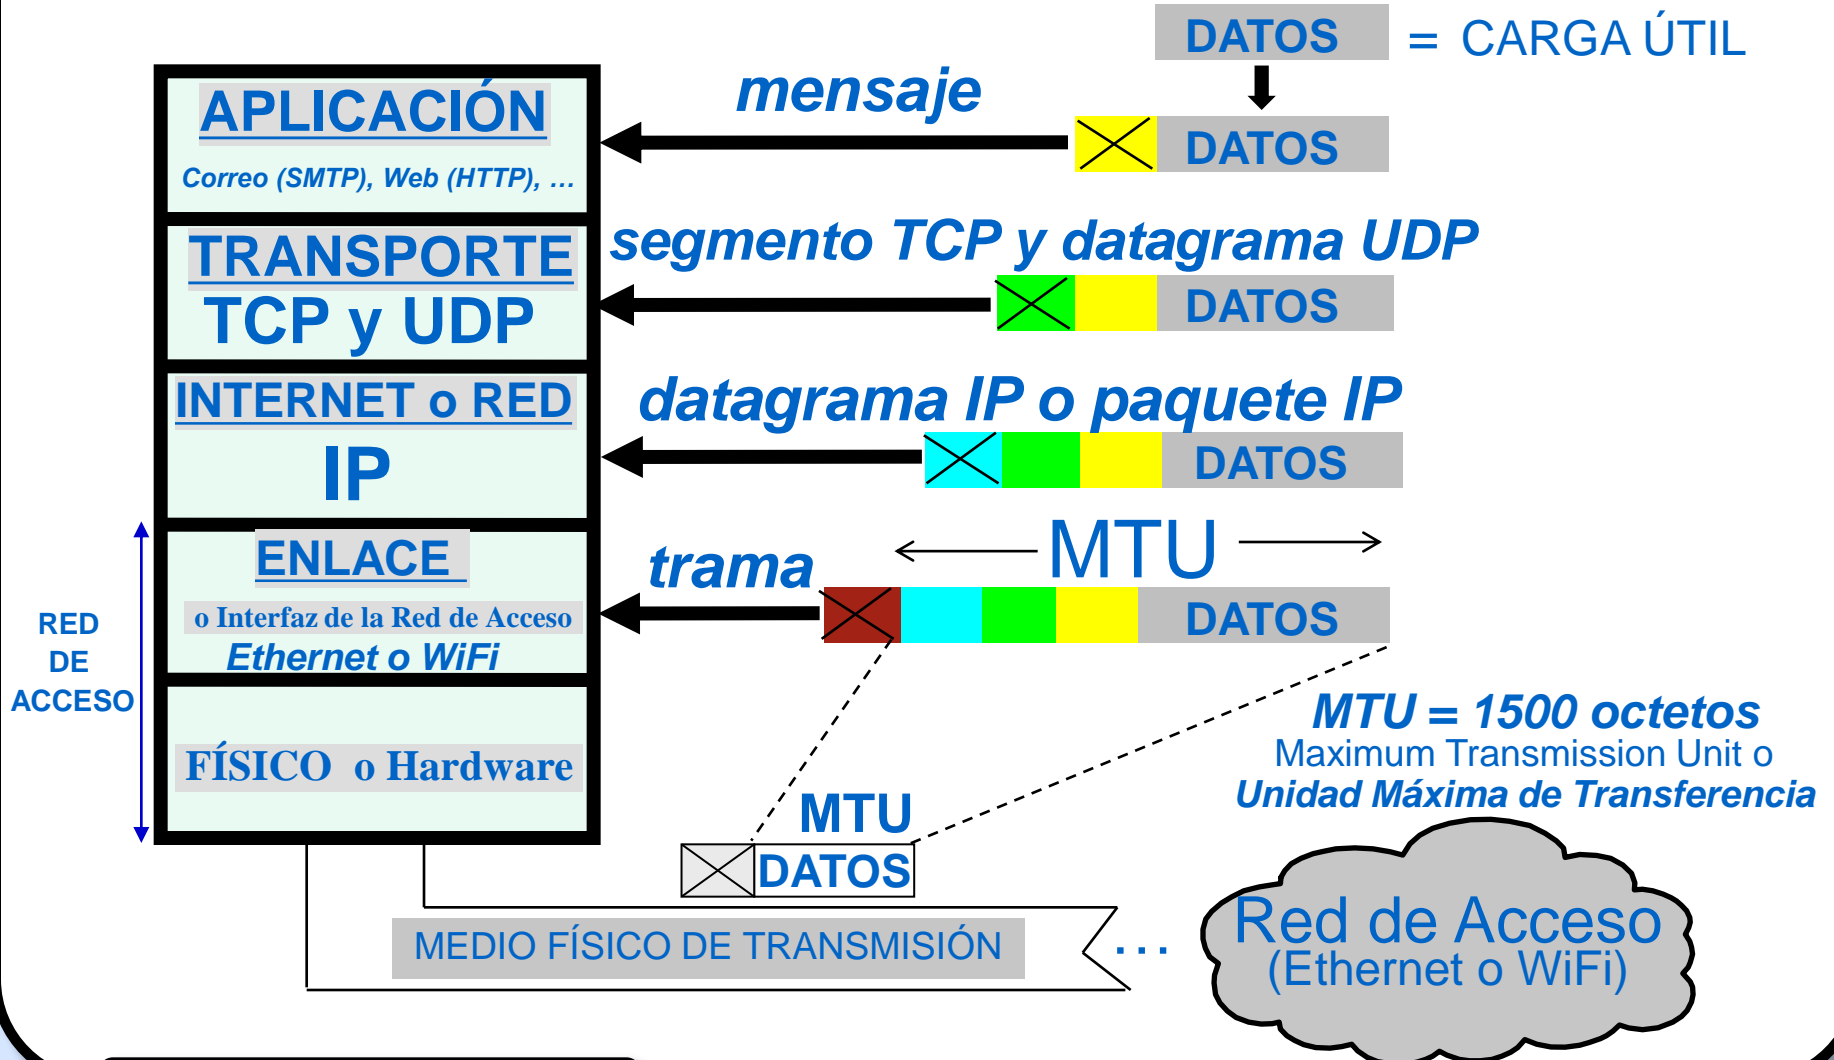 DATOS = CARGA ÚTIL
APLICACIÓN
Correo (SMTP), Web (HTTP), …
mensaje
DATOS
TRANSPORTE
TCP y UDP
segmento TCP y datagrama UDP
DATOS
INTERNET o RED
IP
datagrama IP o paquete IP
DATOS
RED
DE
ACCESO
ENLACE
o Interfaz de la Red de Acceso
Ethernet o WiFi
trama
MTU
DATOS
FÍSICO o Hardware
MTU = 1500 octetos
Maximum Transmission Unit o
Unidad Máxima de Transferencia
MTU
DATOS
MEDIO FÍSICO DE TRANSMISIÓN
...
Red de Acceso
(Ethernet o WiFi)